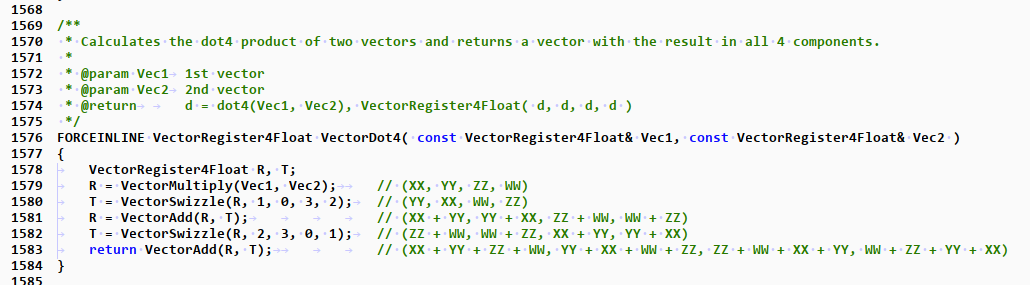 1568
1569 /**
1570  * Calculates the dot4 product of two vectors and returns a vector with the result in all 4 components.
1571  *
1572  * @param Vec1 1st vector
1573  * @param Vec2 2nd vector
1574  * @return d = dot4(Vec1, Vec2), VectorRegister4Float( d, d, d, d )
1575  */
1576 FORCEINLINE VectorRegister4Float VectorDot4( const VectorRegister4Float& Vec1, const VectorRegister4Float& Vec2 )
1577 {
1578     VectorRegister4Float R, T;
1579     R = VectorMultiply(Vec1, Vec2); // (XX, YY, ZZ, WW)
1580     T = VectorSwizzle(R, 1, 0, 3, 2); // (YY, XX, WW, ZZ)
1581     R = VectorAdd(R, T); // (XX + YY, YY + XX, ZZ + WW, WW + ZZ)
1582     T = VectorSwizzle(R, 2, 3, 0, 1); // (ZZ + WW, WW + ZZ, XX + YY, YY + XX)
1583     return VectorAdd(R, T); // (XX + YY + ZZ + WW, YY + XX + WW + ZZ, ZZ + WW + XX + YY, WW + ZZ + YY + XX)
1584 }
1585